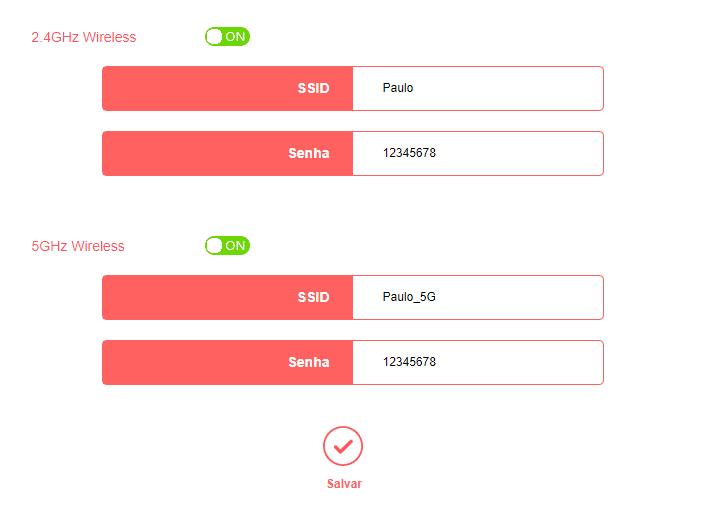 2.4GHz Wireless ON
SSID Paulo
Senha 12345678
5GHz Wireless ON
SSID Paulo_5G
Senha 12345678
Salvar